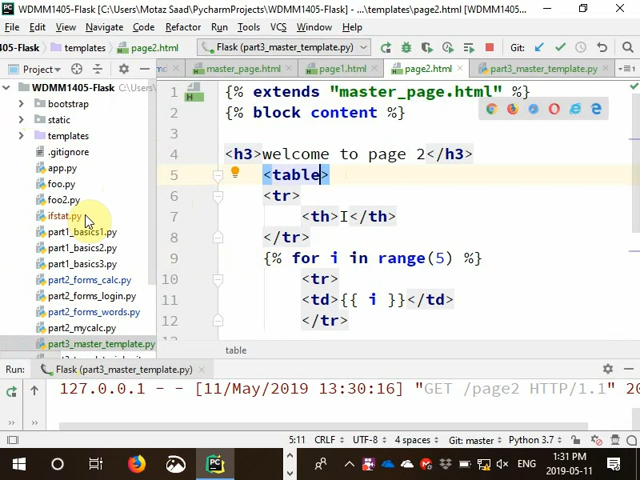 WDMM1405-Flask [C:\Users\Motaz Saad\PycharmProjects\WDMM1405-Flask] - ...\templates\page2.html - ...
File Edit View Navigate Code Refactor Run Tools VCS Window Help
05-Flask templates page2.html Flask (part3_master_template.py) Git:
Project master_page.html page1.html page2.html part3_master_template.py
WDMM1405-Flask C:\Users
bootstrap
static
templates
.gitignore
app.py
foo.py
foo2.py
ifstat.py
part1_basics1.py
part1_basics2.py
part1_basics3.py
part2_forms_calc.py
part2_forms_login.py
part2_forms_words.py
part2_mycalc.py
part3_master_template.py
1 {% extends "master_page.html" %}
2 {% block content %}
3
4 <h3>welcome to page 2</h3>
5 <table>
6 <tr>
7 <th>I</th>
8 </tr>
9 {% for i in range(5) %}
10 <tr>
11 <td>{{ i }}</td>
12 </tr>
table
Run: Flask (part3_master_template.py)
127.0.0.1 - - [11/May/2019 13:30:16] "GET /page2 HTTP/1.1" 20
5:11 CRLF UTF-8 4 spaces Git: master Python 3.7
1:31 PM
2019-05-11